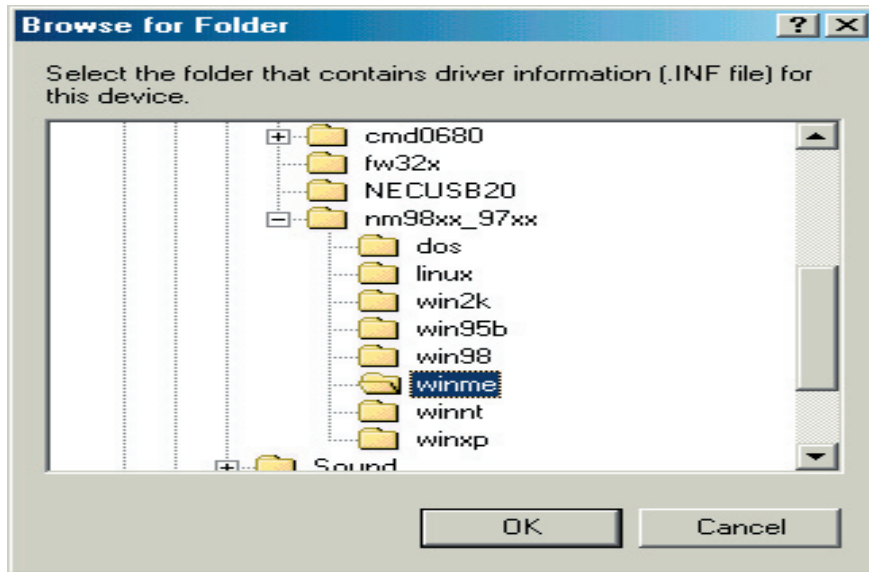 Browse for Folder
Select the folder that contains driver information (.INF file) for
this device.
cmd0680
fw32x
NECUSB20
nm98xx_97xx
dos
linux
win2k
win95b
win98
winme
winnt
winxp
Sound
OK Cancel